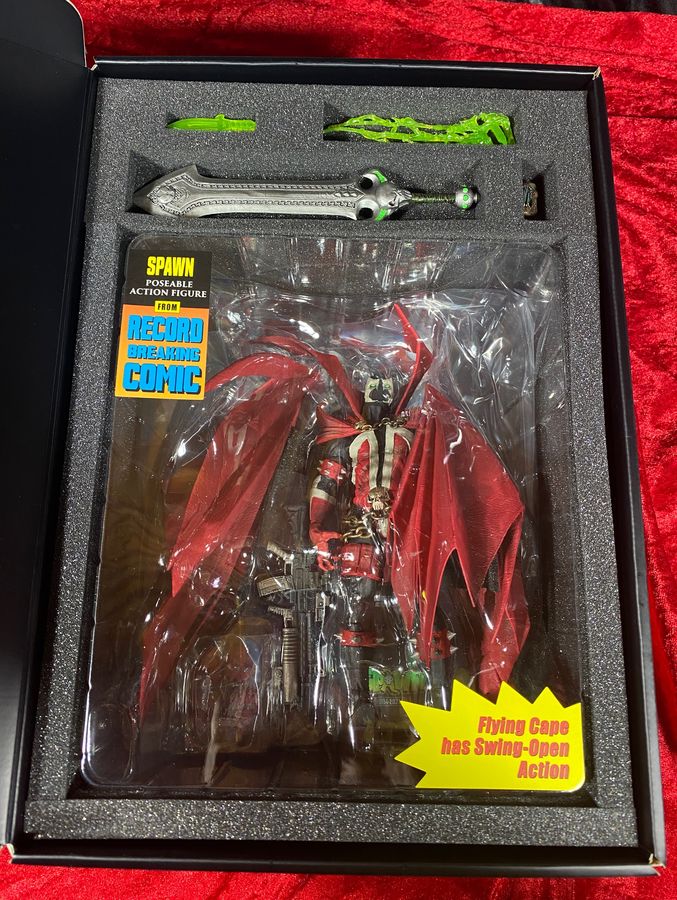 SPAWN
POSEABLE
ACTION FIGURE
FROM
RECORD
BREAKING
COMIC
Flying Cape
has Swing-Open
Action